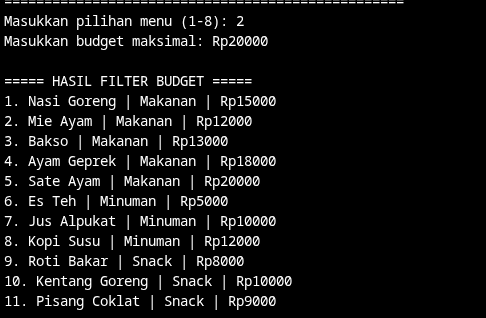 ==================================================
Masukkan pilihan menu (1-8): 2
Masukkan budget maksimal: Rp20000
===== HASIL FILTER BUDGET =====
1. Nasi Goreng | Makanan | Rp15000
2. Mie Ayam | Makanan | Rp12000
3. Bakso | Makanan | Rp13000
4. Ayam Geprek | Makanan | Rp18000
5. Sate Ayam | Makanan | Rp20000
6. Es Teh | Minuman | Rp5000
7. Jus Alpukat | Minuman | Rp10000
8. Kopi Susu | Minuman | Rp12000
9. Roti Bakar | Snack | Rp8000
10. Kentang Goreng | Snack | Rp10000
11. Pisang Coklat | Snack | Rp9000